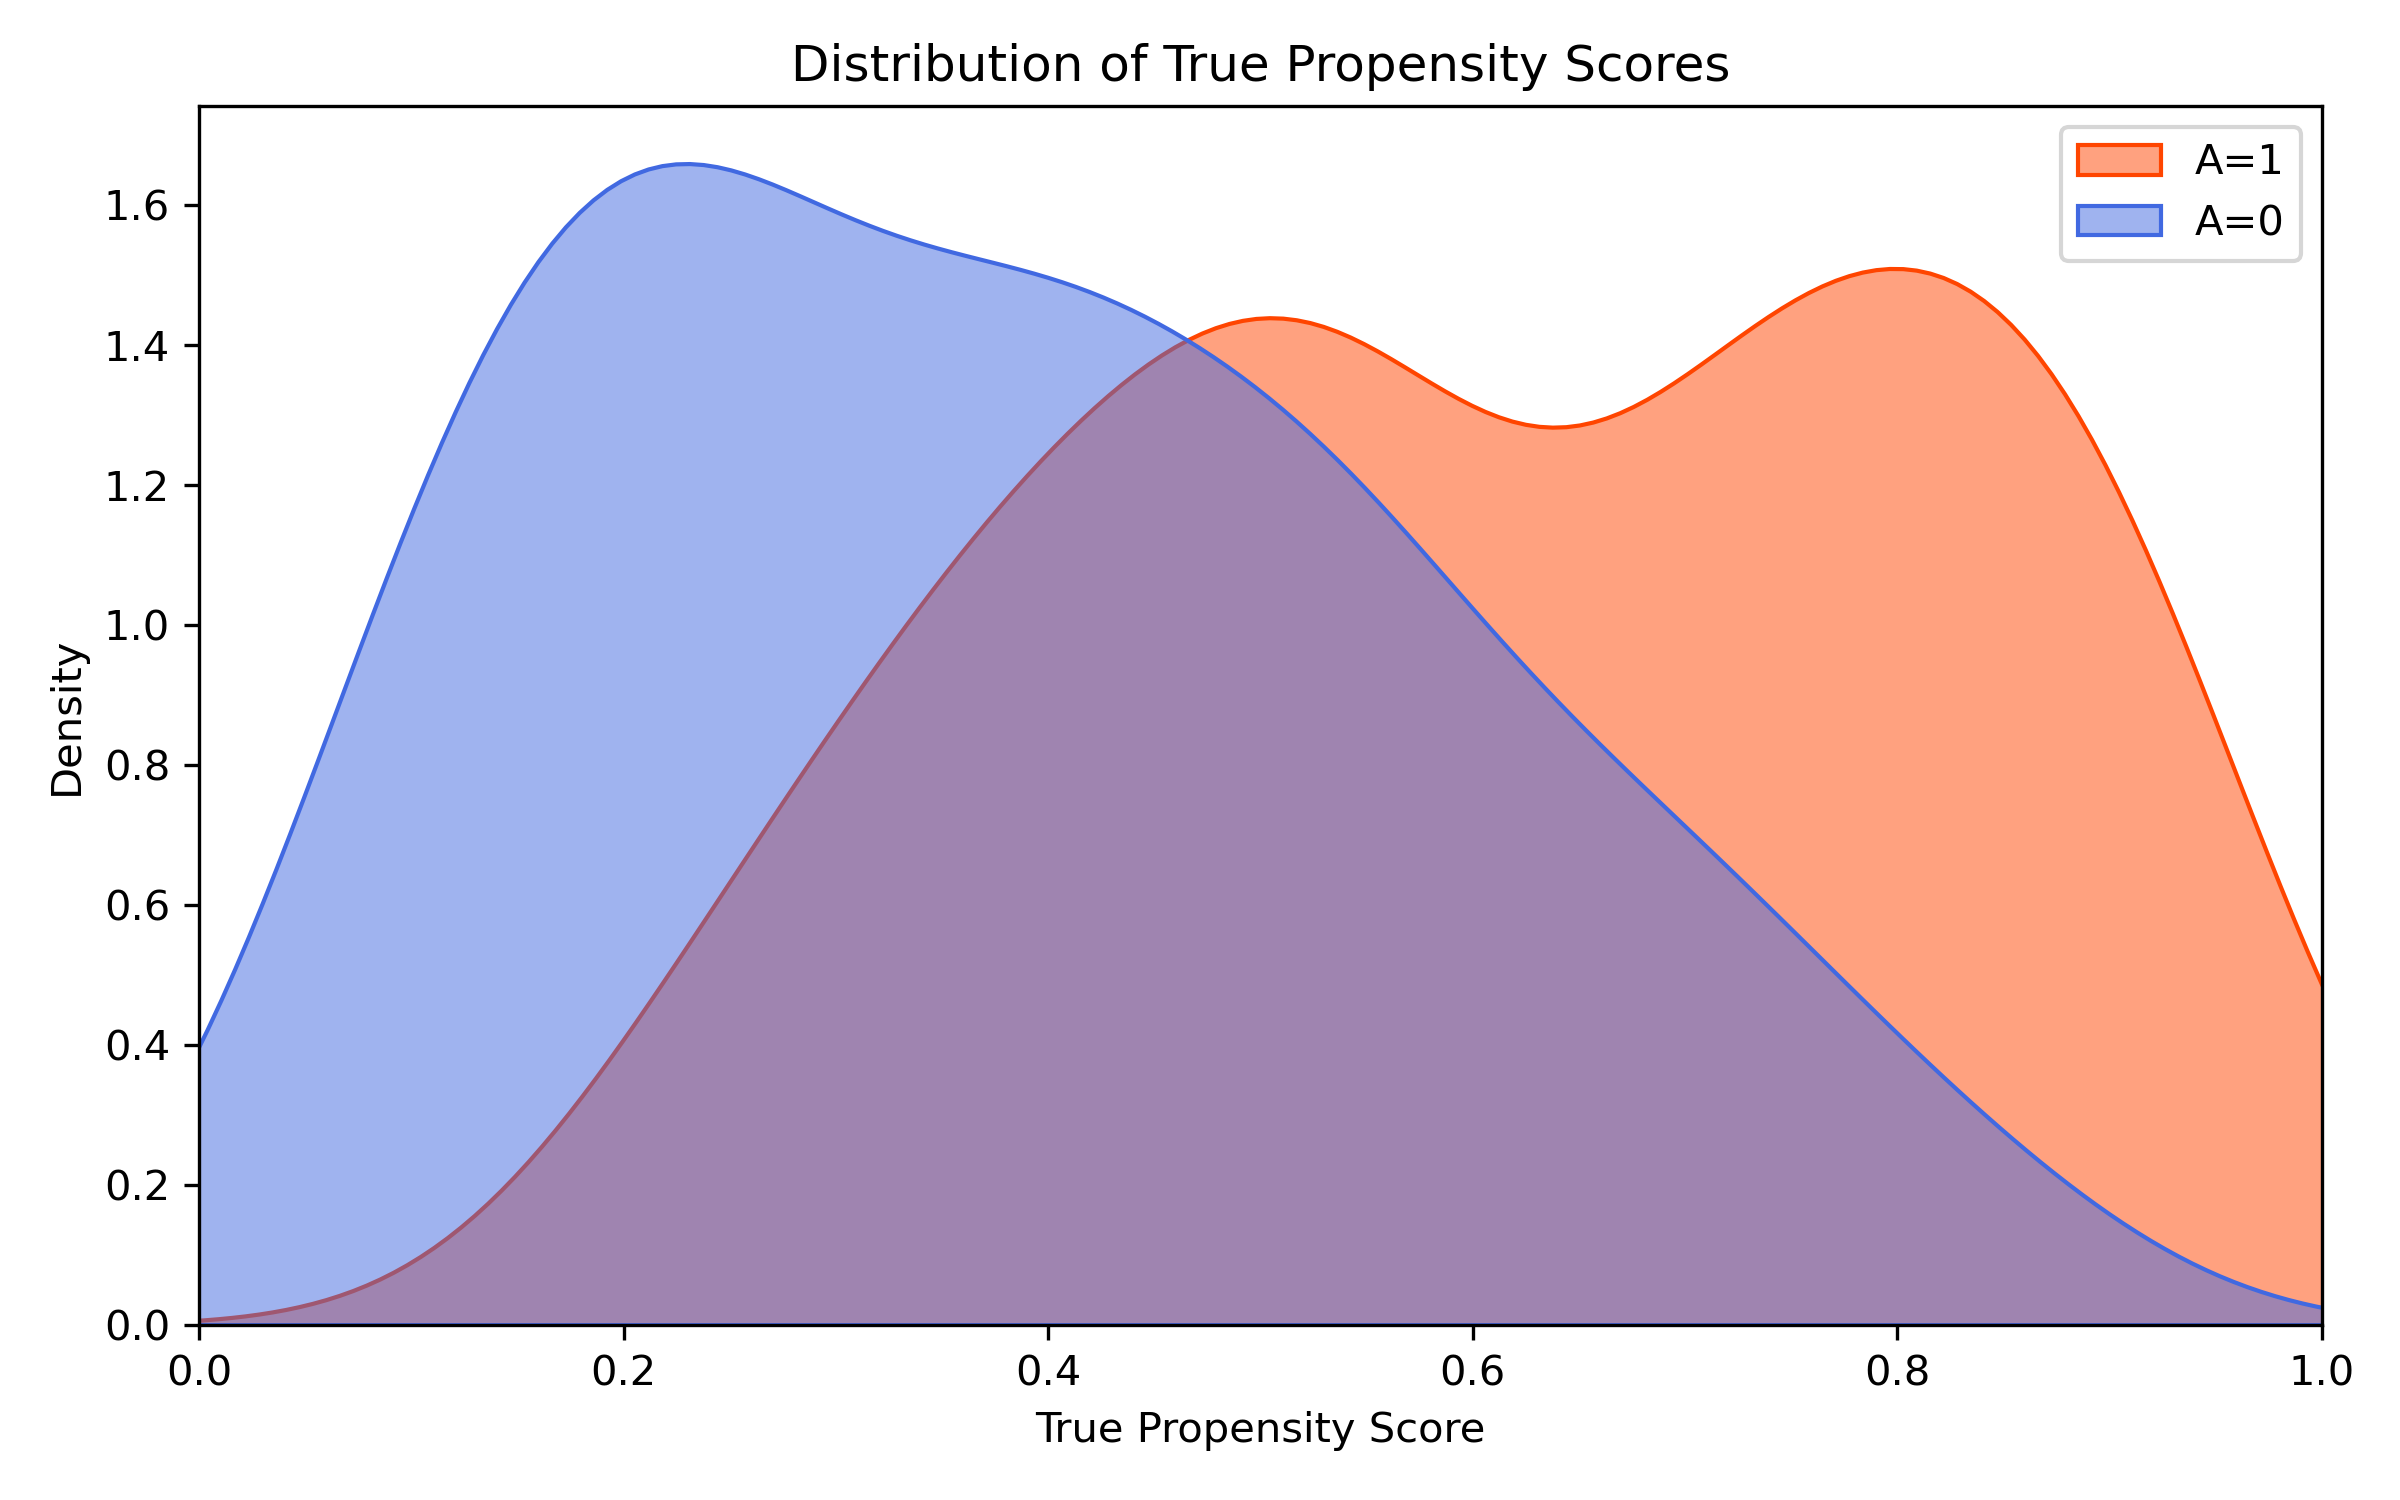 Distribution of True Propensity Scores
A=1
A=0
Density
1.6
1.4
1.2
1.0
0.8
0.6
0.4
0.2
0.0
0.0 0.2 0.4 0.6 0.8 1.0
True Propensity Score